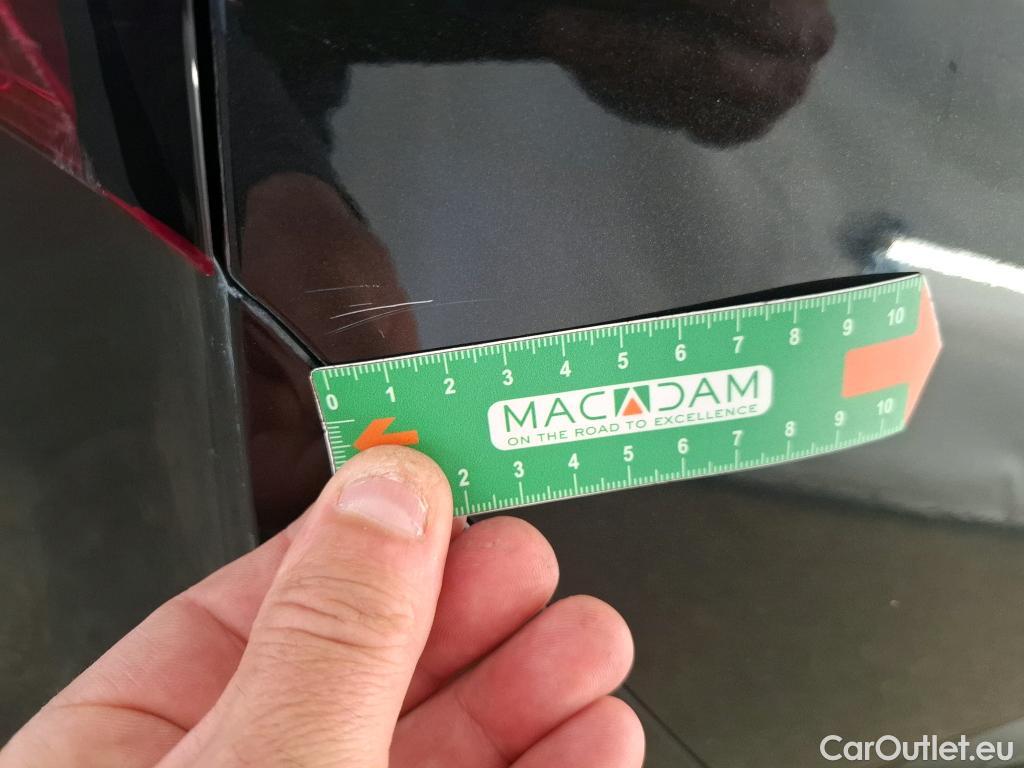 0 1 2 3 4 5 6 7 8 9 10
MACADAM
ON THE ROAD TO EXCELLENCE
2 3 4 5 6 7 8 9 10
CarOutlet.eu